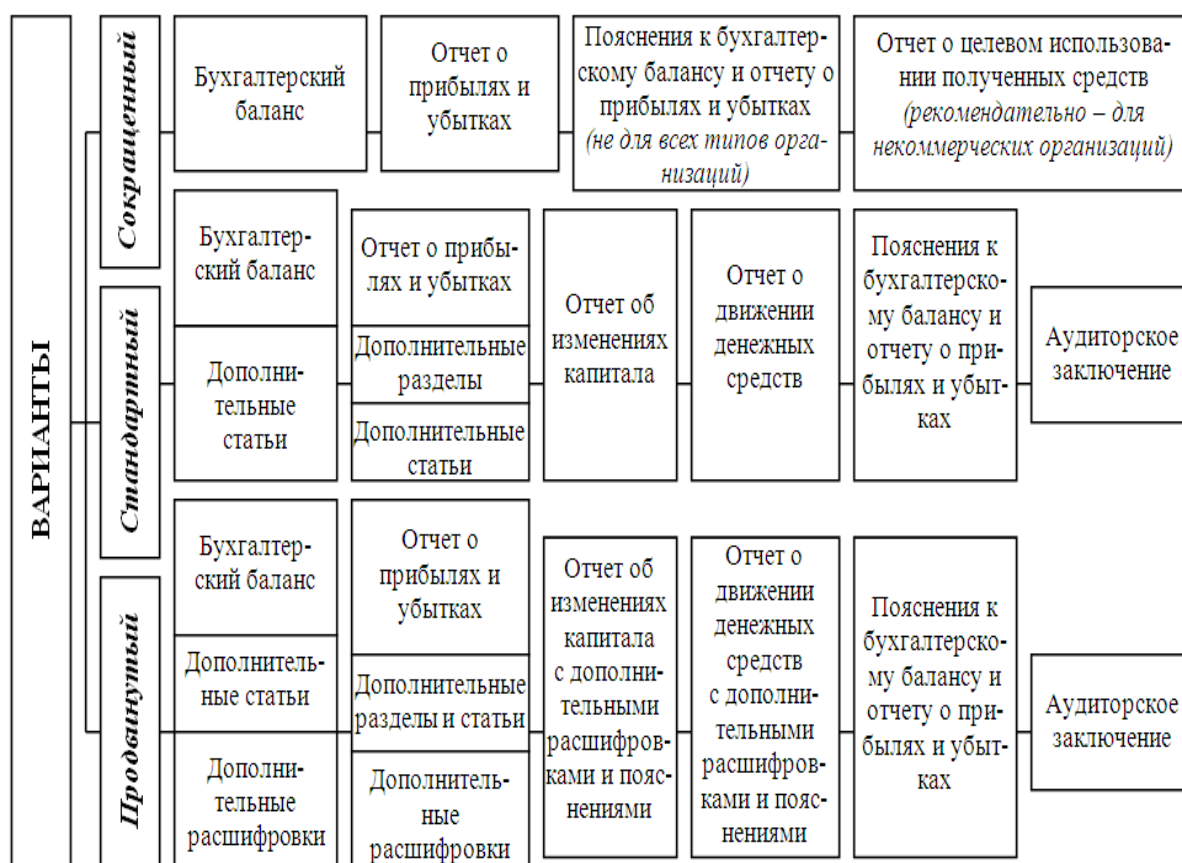 ВАРИАНТЫ
Сокращенный
Бухгалтерский
баланс
Отчет о
прибылях и
убытках
Пояснения к бухгалтер-
скому балансу и отчету о
прибылях и убытках
(не для всех типов орга-
низаций)
Отчет о целевом использова-
нии полученных средств
(рекомендательно – для
некоммерческих организаций)
Стандартный
Бухгалтер-
ский баланс
Дополни-
тельные
статьи
Отчет о прибы-
лях и убытках
Дополнительные
разделы
Дополнительные
статьи
Отчет об
изменениях
капитала
Отчет о
движении
денежных
средств
Пояснения к
бухгалтерско-
му балансу и
отчету о при-
былях и убыт-
ках
Аудиторское
заключение
Продвинутый
Бухгалтер-
ский баланс
Дополнитель-
ные статьи
Дополни-
тельные
расшифровки
Отчет о
прибылях и
убытках
Дополнительные
разделы и статьи
Дополнитель-
ные
расшифровки
Отчет об
изменениях
капитала
с дополни-
тельными
расшифров-
ками и пояс-
нениями
Отчет о
движении
денежных
средств
с дополни-
тельными
расшифров-
ками и пояс-
нениями
Пояснения к
бухгалтерско-
му балансу и
отчету о при-
былях и убыт-
ках
Аудиторское
заключение